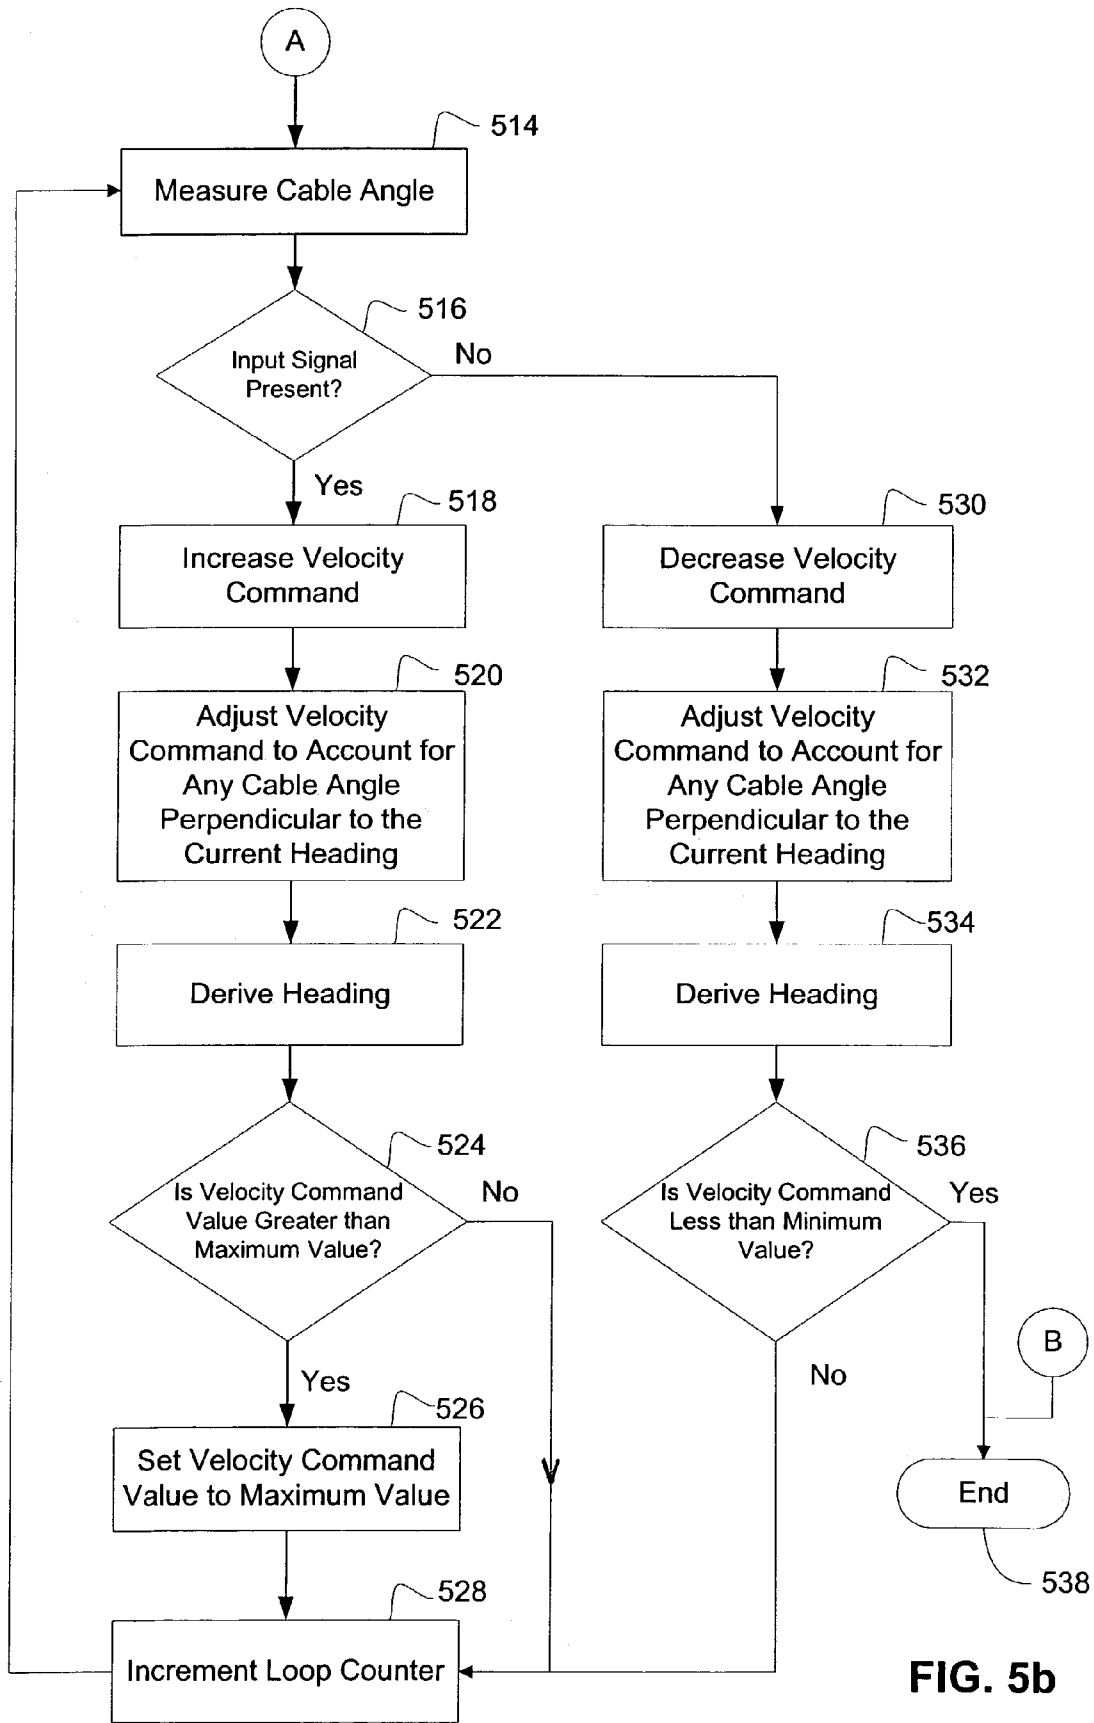 A
514
Measure Cable Angle
516
Input Signal
Present?
No
Yes
518
Increase Velocity
Command
530
Decrease Velocity
Command
520
Adjust Velocity
Command to Account for
Any Cable Angle
Perpendicular to the
Current Heading
532
Adjust Velocity
Command to Account for
Any Cable Angle
Perpendicular to the
Current Heading
522
Derive Heading
534
Derive Heading
524
Is Velocity Command
Value Greater than
Maximum Value?
No
Yes
536
Is Velocity Command
Less than Minimum
Value?
Yes
No
B
526
Set Velocity Command
Value to Maximum Value
End
538
528
Increment Loop Counter
FIG. 5b